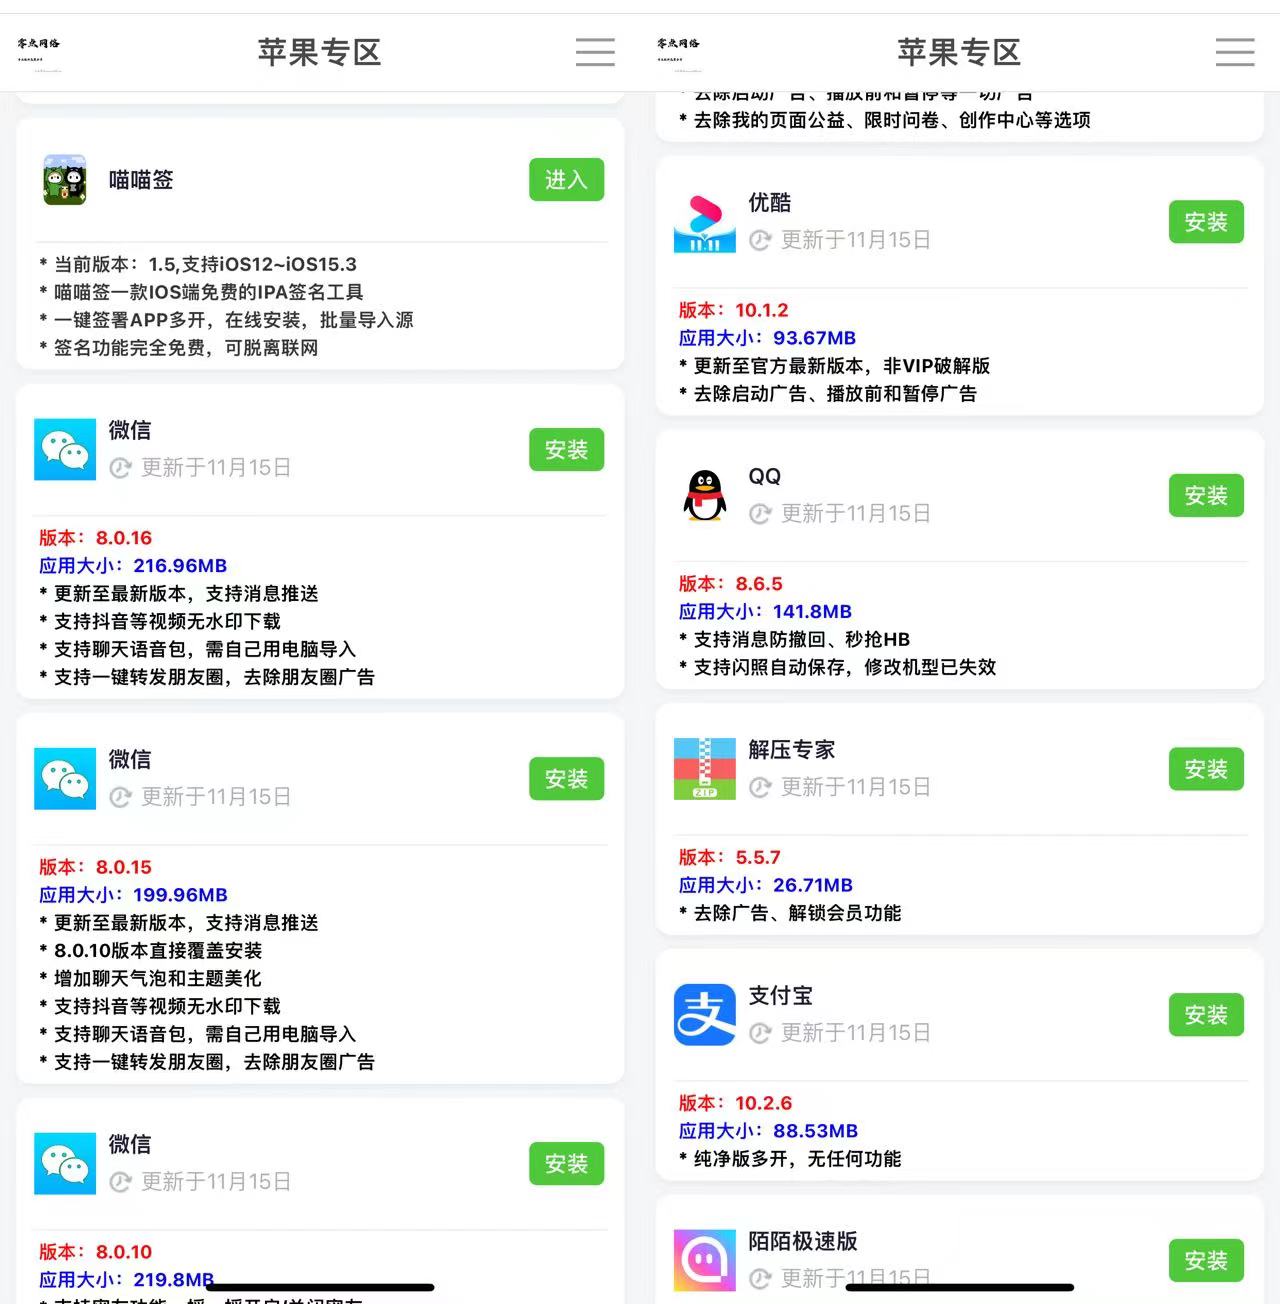 零点网络
苹果专区
喵喵签
进入
* 当前版本：1.5,支持iOS12~iOS15.3
* 喵喵签一款IOS端免费的IPA签名工具
* 一键签署APP多开，在线安装，批量导入源
* 签名功能完全免费，可脱离联网
微信
更新于11月15日
安装
版本：8.0.16
应用大小：216.96MB
* 更新至最新版本，支持消息推送
* 支持抖音等视频无水印下载
* 支持聊天语音包，需自己用电脑导入
* 支持一键转发朋友圈，去除朋友圈广告
微信
更新于11月15日
安装
版本：8.0.15
应用大小：199.96MB
* 更新至最新版本，支持消息推送
* 8.0.10版本直接覆盖安装
* 增加聊天气泡和主题美化
* 支持抖音等视频无水印下载
* 支持聊天语音包，需自己用电脑导入
* 支持一键转发朋友圈，去除朋友圈广告
微信
更新于11月15日
安装
版本：8.0.10
应用大小：219.8MB
零点网络
苹果专区
* 去除启动广告、播放前和暂停等一切广告
* 去除我的页面公益、限时问卷、创作中心等选项
11.11
优酷
更新于11月15日
安装
版本：10.1.2
应用大小：93.67MB
* 更新至官方最新版本，非VIP破解版
* 去除启动广告、播放前和暂停广告
QQ
更新于11月15日
安装
版本：8.6.5
应用大小：141.8MB
* 支持消息防撤回、秒抢HB
* 支持闪照自动保存，修改机型已失效
ZIP
解压专家
更新于11月15日
安装
版本：5.5.7
应用大小：26.71MB
* 去除广告、解锁会员功能
支
支付宝
更新于11月15日
安装
版本：10.2.6
应用大小：88.53MB
* 纯净版多开，无任何功能
陌陌极速版
更新于11月15日
安装